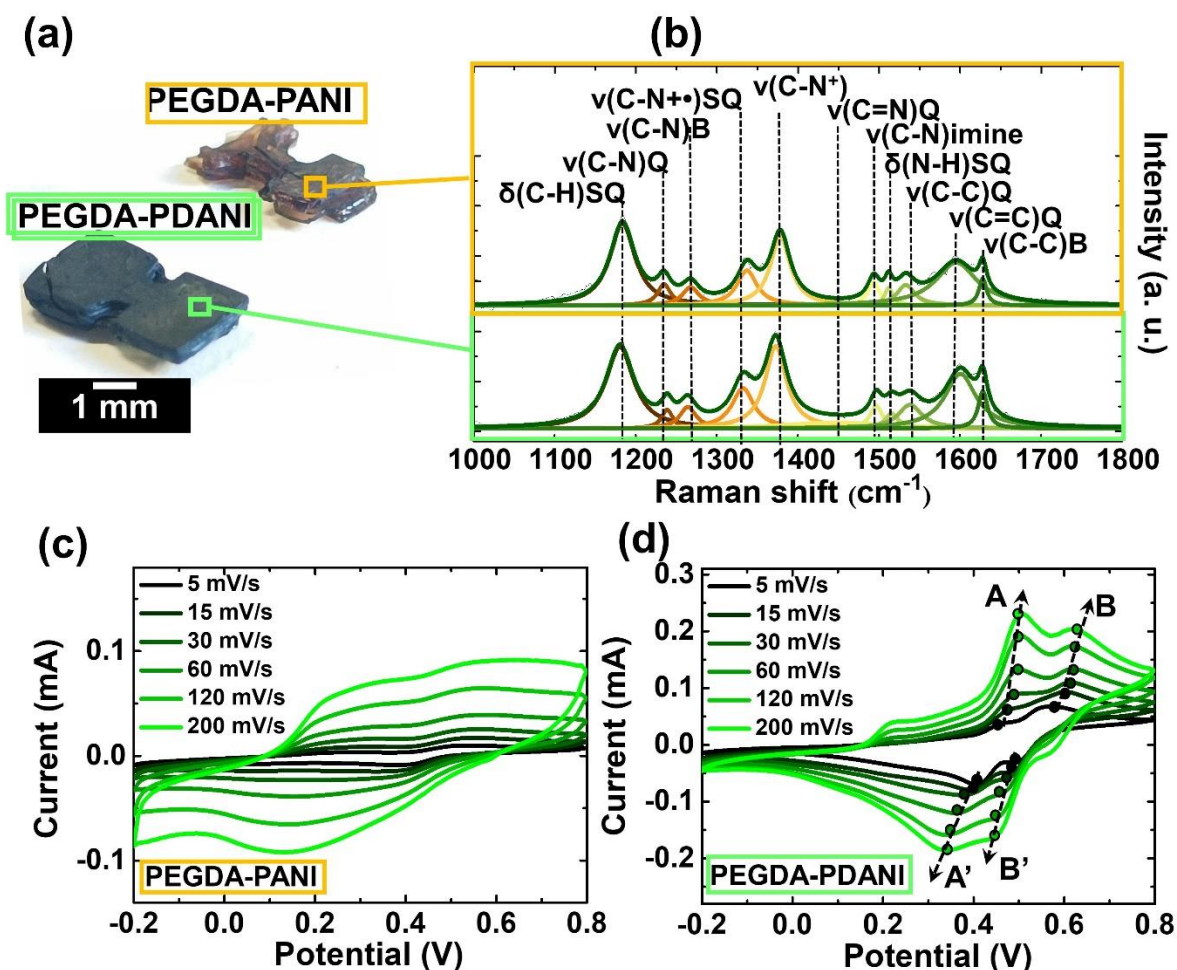 (a)
PEGDA-PANI
PEGDA-PDANI
1 mm
(b)
ν(C-N+•)SQ
ν(C-N)B
ν(C-N)Q
δ(C-H)SQ
ν(C-N⁺)
ν(C=N)Q
ν(C-N)imine
δ(N-H)SQ
ν(C-C)Q
ν(C=C)Q
ν(C-C)B
Intensity (a. u.)
1000 1100 1200 1300 1400 1500 1600 1700 1800
Raman shift (cm⁻¹)
(c)
5 mV/s
15 mV/s
30 mV/s
60 mV/s
120 mV/s
200 mV/s
0.1
0.0
-0.1
Current (mA)
PEGDA-PANI
-0.2 0.0 0.2 0.4 0.6 0.8
Potential (V)
(d)
5 mV/s
15 mV/s
30 mV/s
60 mV/s
120 mV/s
200 mV/s
A
B
A'
B'
0.3
0.2
0.1
0.0
-0.1
-0.2
Current (mA)
PEGDA-PDANI
-0.2 0.0 0.2 0.4 0.6 0.8
Potential (V)